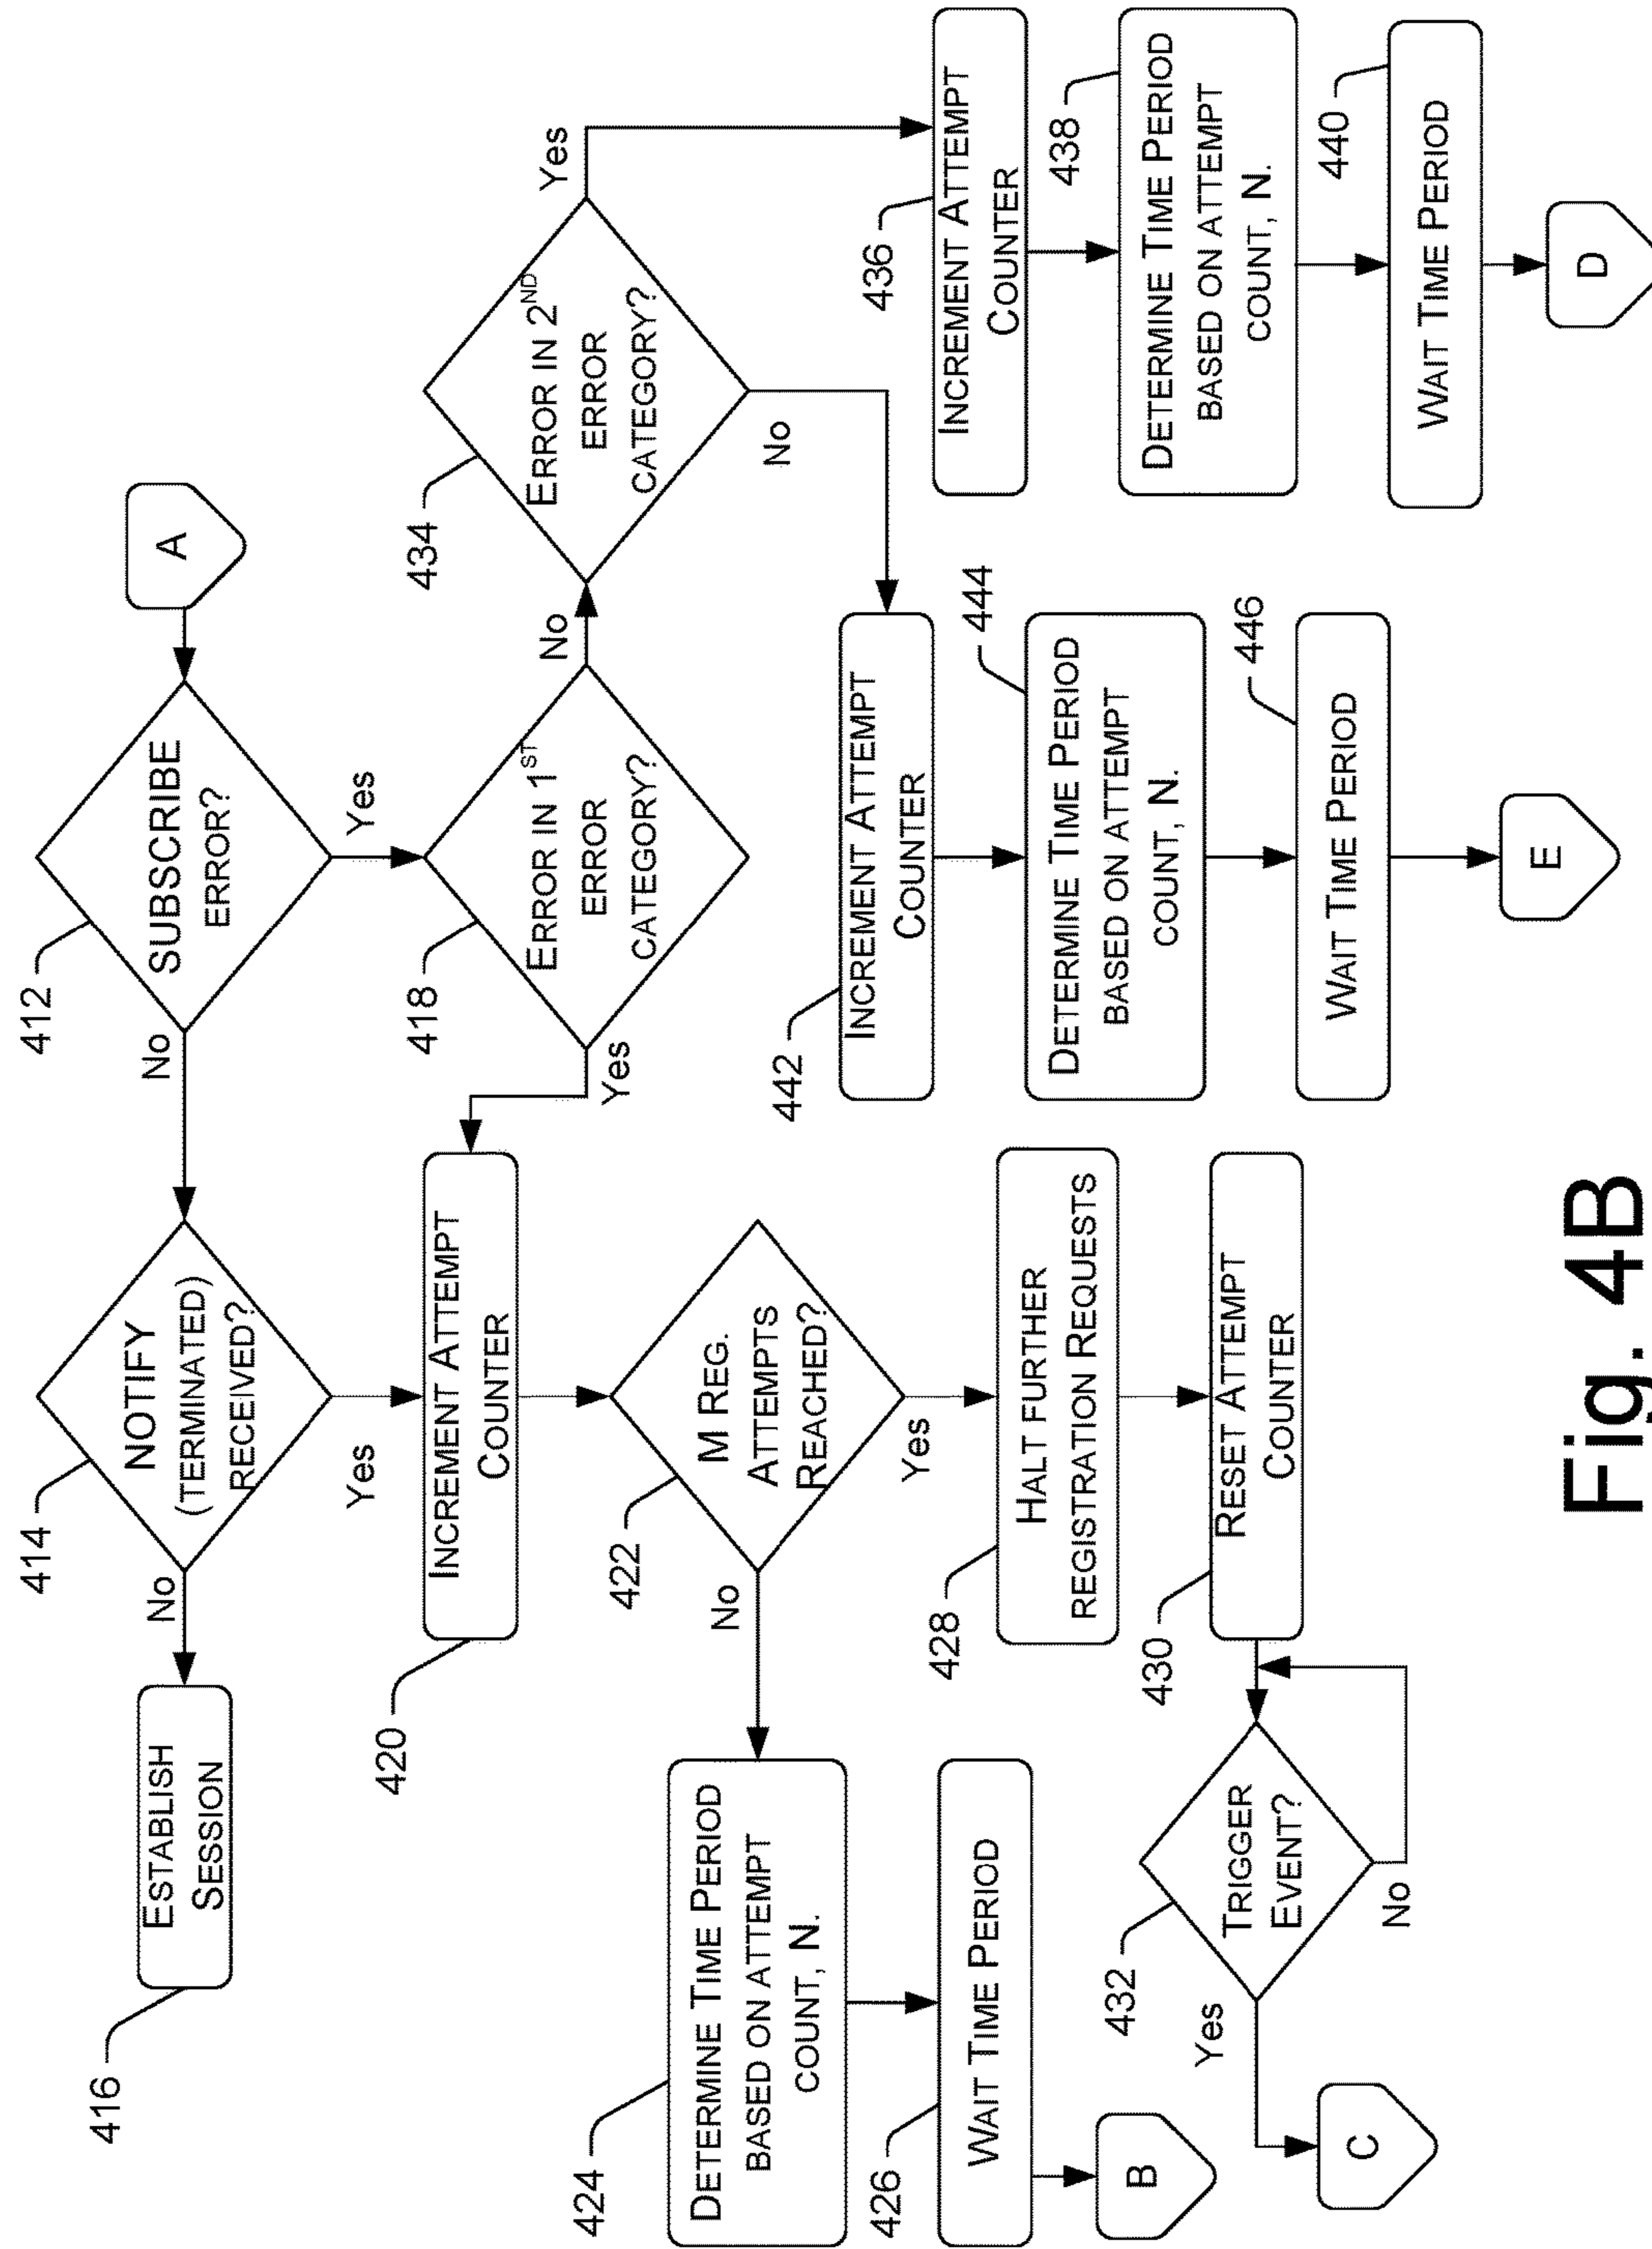 A
412
SUBSCRIBE
ERROR?
No
Yes
414
NOTIFY
(TERMINATED)
RECEIVED?
No
Yes
416
ESTABLISH
SESSION
418
ERROR IN 1ST
ERROR
CATEGORY?
Yes
No
434
ERROR IN 2ND
ERROR
CATEGORY?
Yes
No
420
INCREMENT ATTEMPT
COUNTER
422
M REG.
ATTEMPTS
REACHED?
No
Yes
424
DETERMINE TIME PERIOD
BASED ON ATTEMPT
COUNT, N.
426
WAIT TIME PERIOD
B
428
HALT FURTHER
REGISTRATION REQUESTS
430
RESET ATTEMPT
COUNTER
432
TRIGGER
EVENT?
Yes
No
C
442
INCREMENT ATTEMPT
COUNTER
444
DETERMINE TIME PERIOD
BASED ON ATTEMPT
COUNT, N.
446
WAIT TIME PERIOD
E
436
INCREMENT ATTEMPT
COUNTER
438
DETERMINE TIME PERIOD
BASED ON ATTEMPT
COUNT, N.
440
WAIT TIME PERIOD
D
Fig. 4B